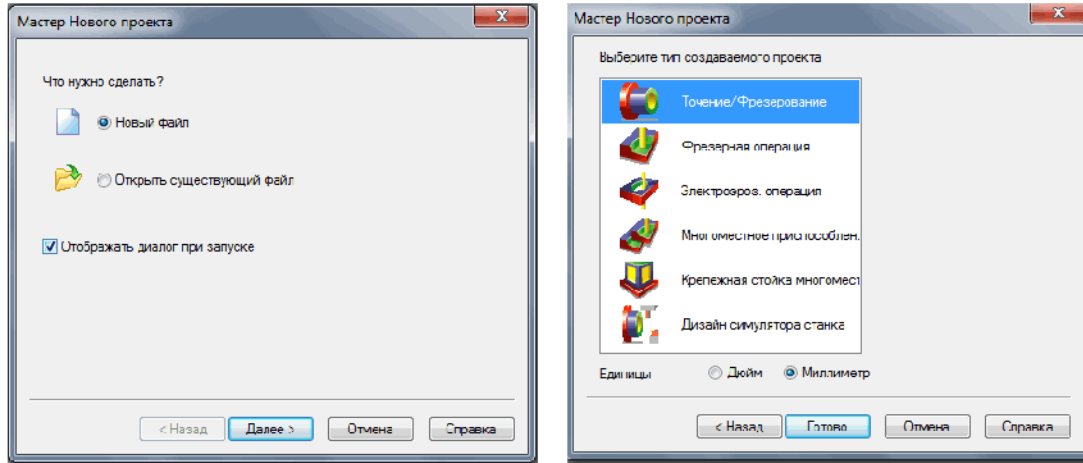 Мастер Нового проекта
Что нужно сделать?
Новый файл
Открыть существующий файл
Отображать диалог при запуске
< Назад
Далее >
Отмена
Справка
Мастер Нового проекта
Выберите тип создаваемого проекта
Точение/Фрезерование
Фрезерная операция
Электроэроз. операция
Многоместное приспособлен.
Крепежная стойка многомест
Дизайн симулятора станка
Единицы
Дюйм
Миллиметр
< Назад
Готово
Отмена
Справка